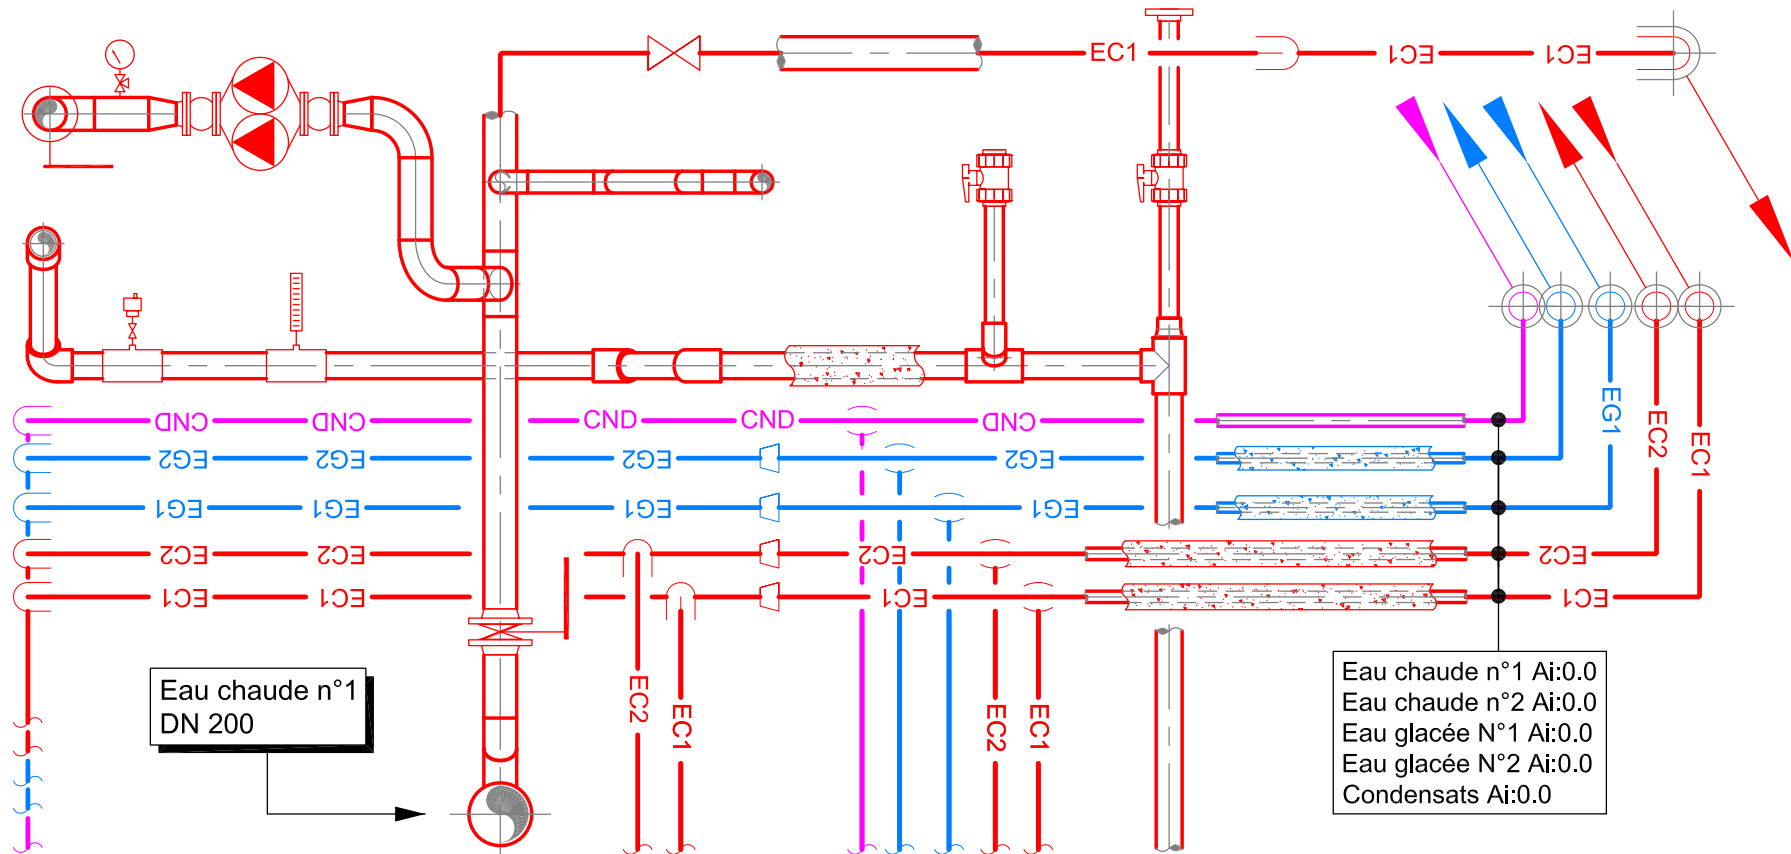 EC1 EC1 EC1
CND CND CND CND CND
EG2 EG2 EG2 EG2
EG1 EG1 EG1 EG1
EC2 EC2 EC2 EC2
EC1 EC1 EC1 EC1
EG1
EC2
EC1
EC2
EC1
EC2
EC1
Eau chaude n°1
DN 200
Eau chaude n°1 Ai:0.0
Eau chaude n°2 Ai:0.0
Eau glacée N°1 Ai:0.0
Eau glacée N°2 Ai:0.0
Condensats Ai:0.0